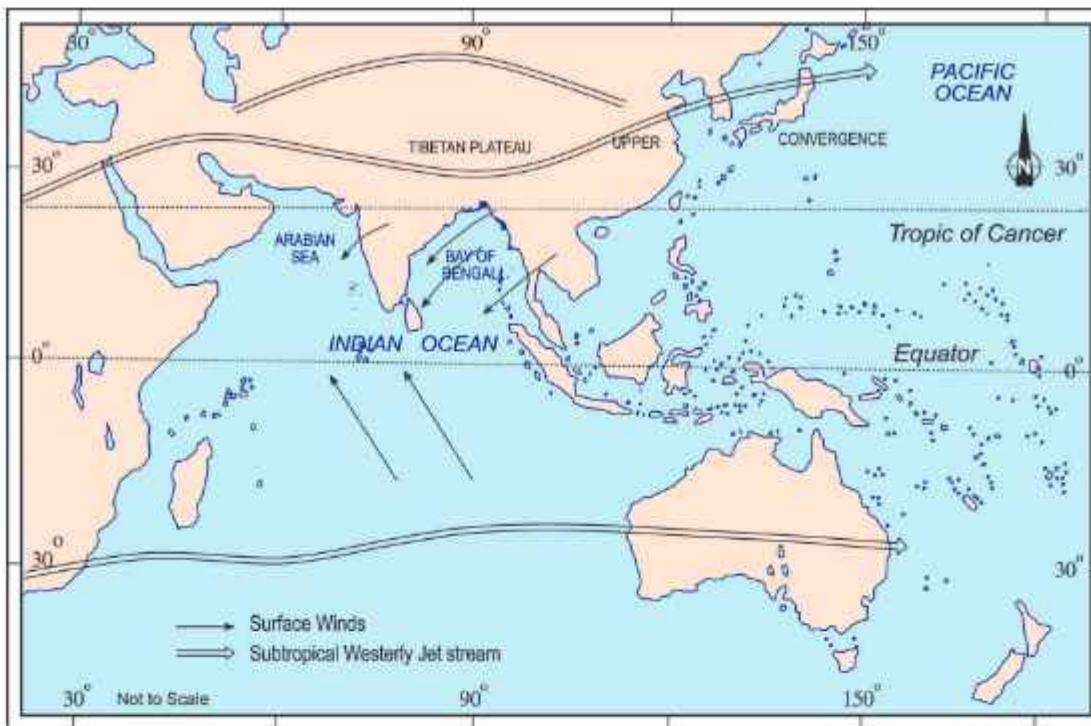 30°
90°
150°
PACIFIC
OCEAN
TIBETAN PLATEAU
UPPER
CONVERGENCE
N
30°
30°
Tropic of Cancer
ARABIAN
SEA
BAY OF
BENGAL
INDIAN OCEAN
Equator
0°
0°
30°
30°
Surface Winds
Subtropical Westerly Jet stream
30°
Not to Scale
90°
150°